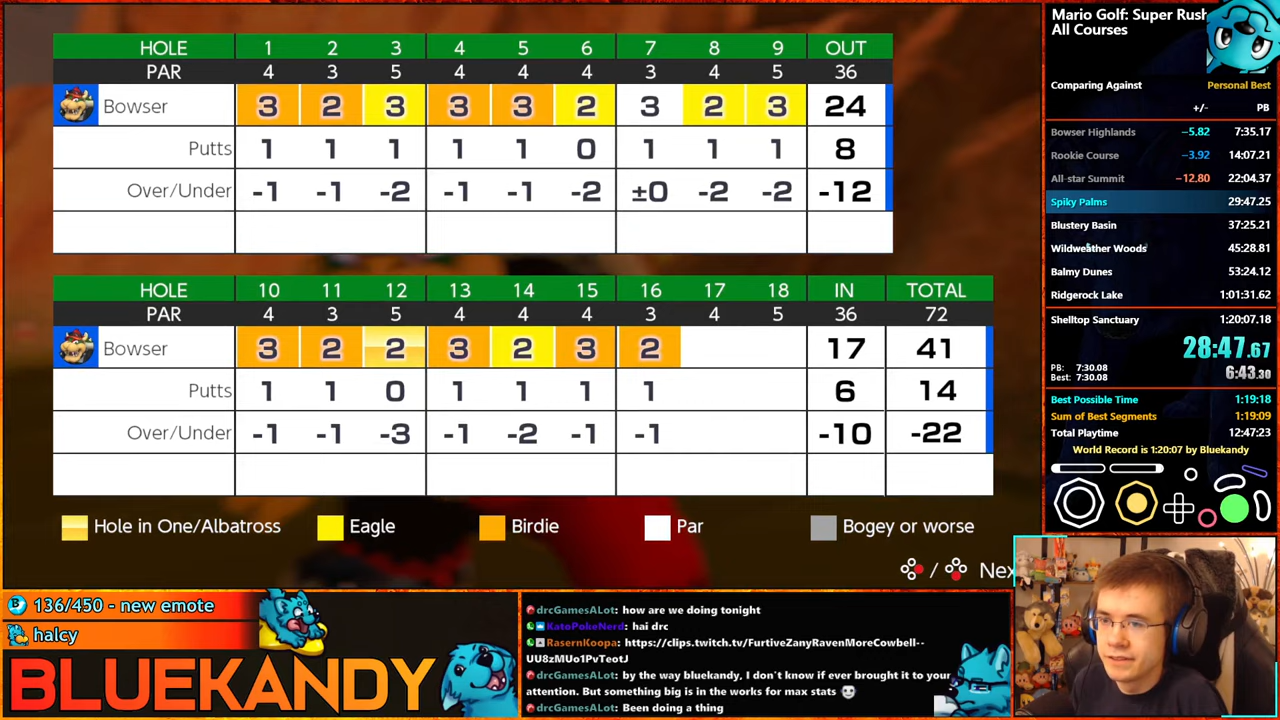 HOLE 1 2 3 4 5 6 7 8 9 OUT
PAR 4 3 5 4 4 4 3 4 5 36
Bowser 3 2 3 3 3 2 3 2 3 24
Putts 1 1 1 1 1 0 1 1 1 8
Over/Under -1 -1 -2 -1 -1 -2 ±0 -2 -2 -12
HOLE 10 11 12 13 14 15 16 17 18 IN TOTAL
PAR 4 3 5 4 4 4 3 4 5 36 72
Bowser 3 2 2 3 2 3 2 17 41
Putts 1 1 0 1 1 1 1 6 14
Over/Under -1 -1 -3 -1 -2 -1 -1 -10 -22
Hole in One/Albatross Eagle Birdie Par Bogey or worse
/ Nex
Mario Golf: Super Rush
All Courses
Comparing Against Personal Best
+/- PB
Bowser Highlands −5.82 7:35.17
Rookie Course −3.92 14:07.21
All-star Summit −12.80 22:04.37
Spiky Palms 29:47.25
Blustery Basin 37:25.21
Wildweather Woods 45:28.81
Balmy Dunes 53:24.12
Ridgerock Lake 1:01:31.62
Shelltop Sanctuary 1:20:07.18
28:47.67
PB: 7:30.08
Best: 7:30.08
6:43.30
Best Possible Time 1:19:18
Sum of Best Segments 1:19:09
Total Playtime 12:47:23
World Record is 1:20:07 by Bluekandy
136/450 - new emote
halcy
BLUEKANDY
drcGamesALot: how are we doing tonight
KatoPokeNerd: hai drc
RasernKoopa: https://clips.twitch.tv/FurtiveZanyRavenMoreCowbell--
UU8zMUo1PvTeotJ
drcGamesALot: by the way bluekandy, I don't know if ever brought it to your
attention. But something big is in the works for max stats
drcGamesALot: Been doing a thing